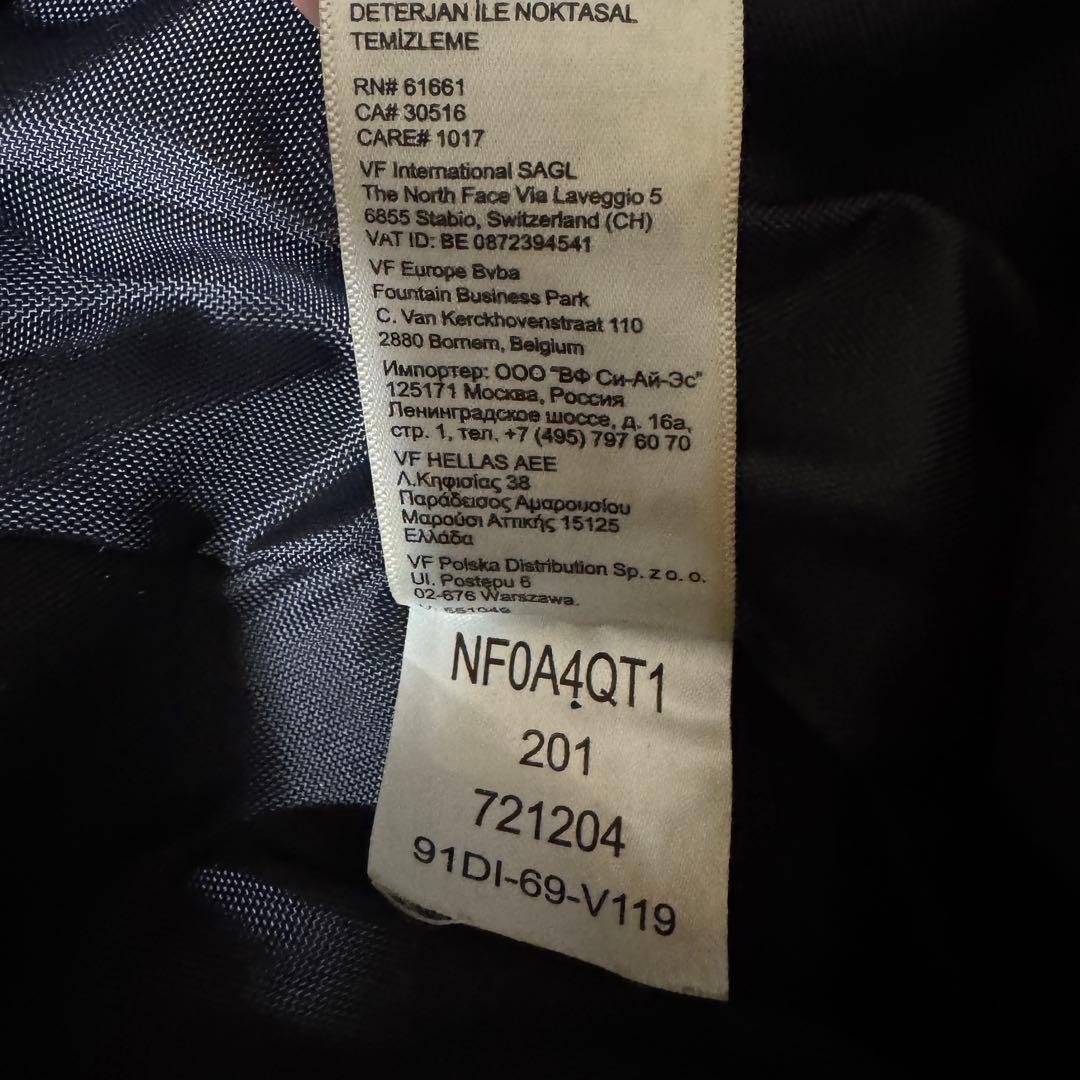 DETERJAN İLE NOKTASAL
TEMİZLEME
RN# 61661
CA# 30516
CARE# 1017
VF International SAGL
The North Face Via Laveggio 5
6855 Stabio, Switzerland (CH)
VAT ID: BE 0872394541
VF Europe Bvba
Fountain Business Park
C. Van Kerckhovenstraat 110
2880 Bornem, Belgium
Импортер: ООО "ВФ Си-Ай-Эс"
125171 Москва, Россия
Ленинградское шоссе, д. 16а,
стр. 1, тел. +7 (495) 797 60 70
VF HELLAS AEE
Λ.Κηφισίας 38
Παράδεισος Αμαρουσίου
Μαρούσι Αττικής 15125
Ελλάδα
VF Polska Distribution Sp. z o. o.
Ul. Postępu 6
02-676 Warszawa.
NF0A4QT1
201
721204
91DI-69-V119